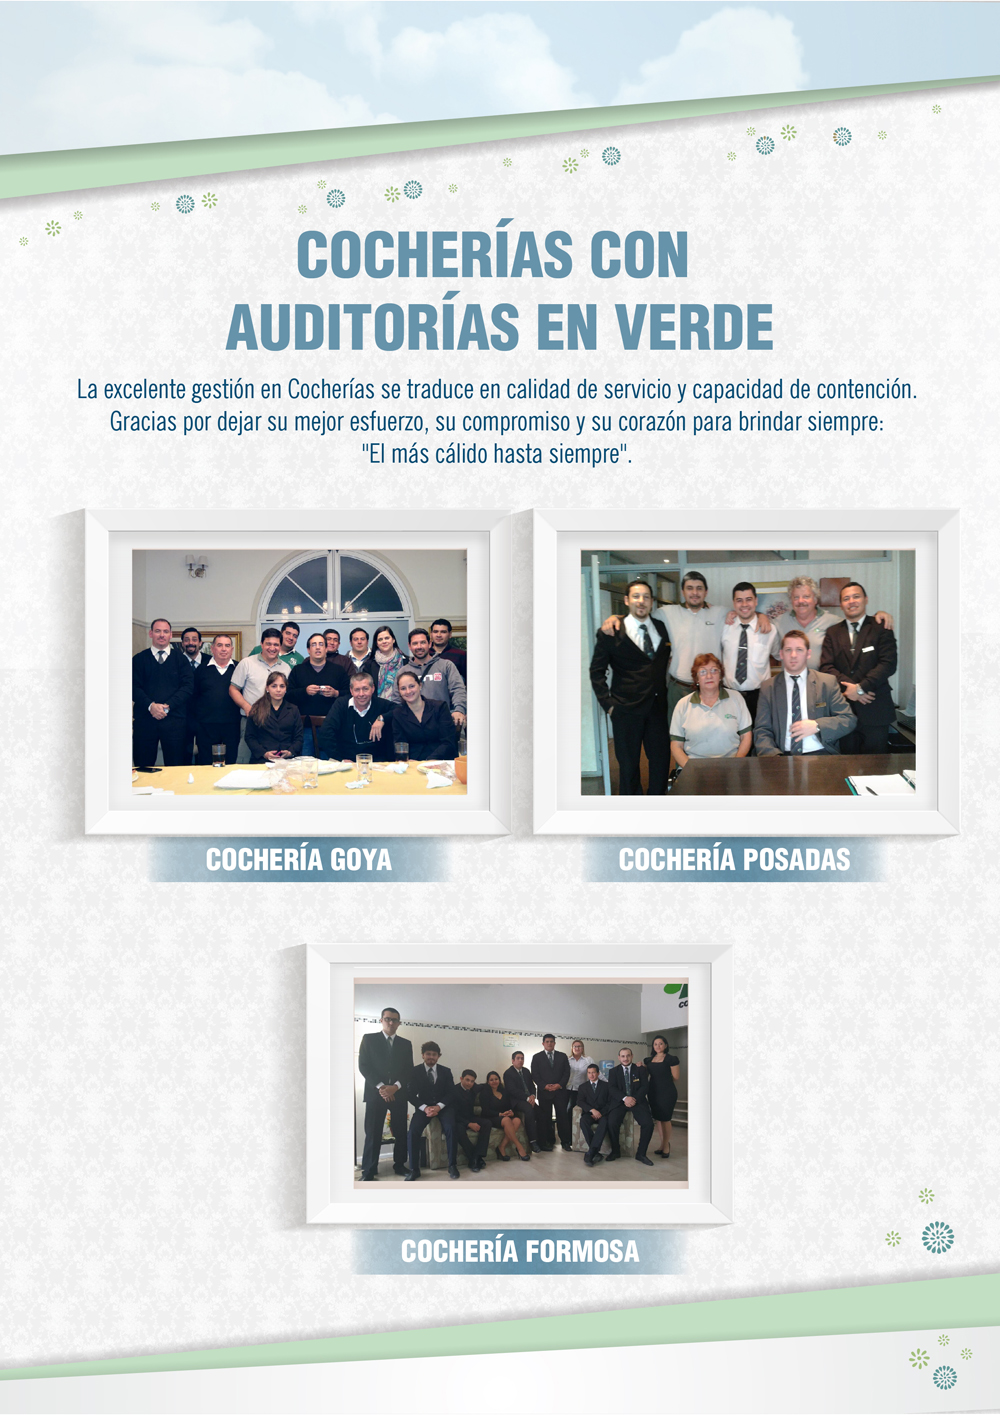 COCHERÍAS CON
AUDITORÍAS EN VERDE
La excelente gestión en Cocherías se traduce en calidad de servicio y capacidad de contención.
Gracias por dejar su mejor esfuerzo, su compromiso y su corazón para brindar siempre:
"El más cálido hasta siempre".
COCHERÍA GOYA
COCHERÍA POSADAS
COCHERÍA FORMOSA